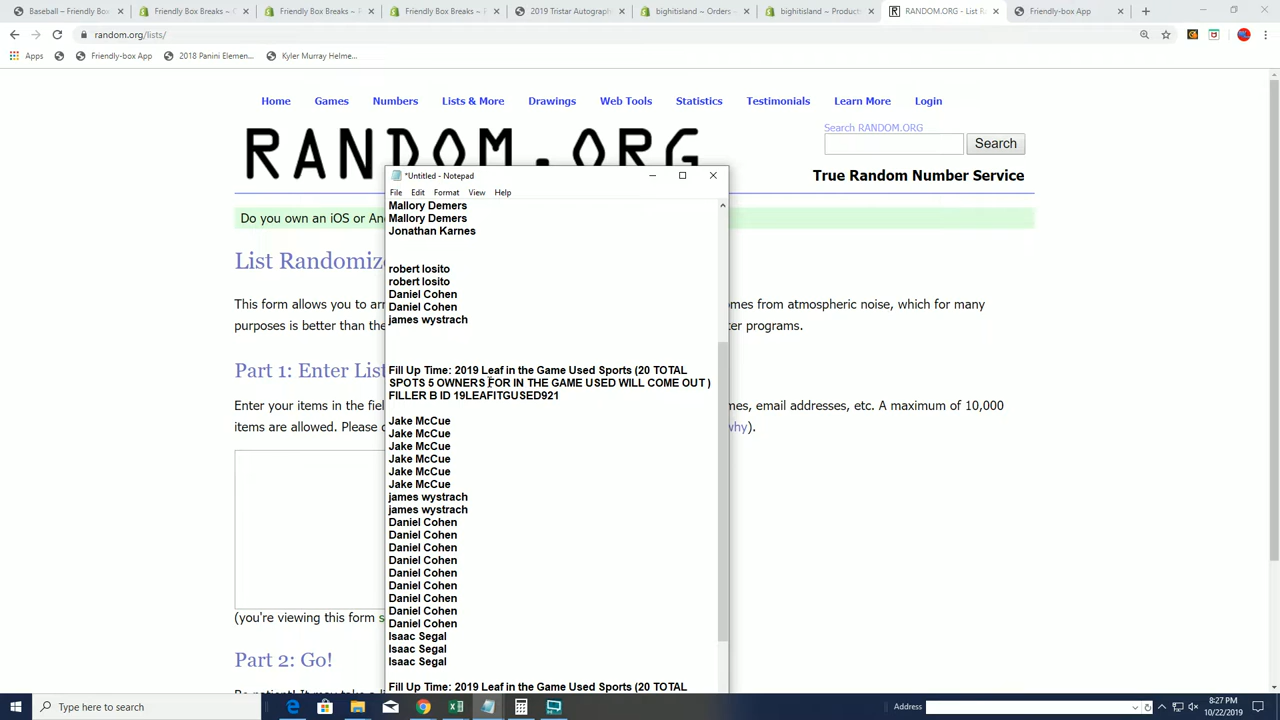 Baseball – Friendly Box
Friendly Box Breaks – C
Friendly Box Breaks – F
Friendly Box Breaks –
2019 Tristar Autograph
bighitisland ~ Orders ~
bighitisland ~ Products
RANDOM.ORG - List R
Friendly-box App
random.org/lists/
Apps
Friendly-box App
2018 Panini Elemen...
Kyler Murray Helme...
Home
Games
Numbers
Lists & More
Drawings
Web Tools
Statistics
Testimonials
Learn More
Login
RANDOM.ORG
Search RANDOM.ORG
Search
True Random Number Service
Do you own an iOS or An
List Randomiz
This form allows you to ar
omes from atmospheric noise, which for many
purposes is better than the
ter programs.
Part 1: Enter List
Enter your items in the fiel
mes, email addresses, etc. A maximum of 10,000
items are allowed. Please
why).
(you're viewing this form s
Part 2: Go!
*Untitled - Notepad
File Edit Format View Help
Mallory Demers
Mallory Demers
Jonathan Karnes
robert losito
robert losito
Daniel Cohen
Daniel Cohen
james wystrach
Fill Up Time: 2019 Leaf in the Game Used Sports (20 TOTAL
SPOTS 5 OWNERS FOR IN THE GAME USED WILL COME OUT )
FILLER B ID 19LEAFITGUSED921
Jake McCue
Jake McCue
Jake McCue
Jake McCue
Jake McCue
Jake McCue
james wystrach
james wystrach
Daniel Cohen
Daniel Cohen
Daniel Cohen
Daniel Cohen
Daniel Cohen
Daniel Cohen
Daniel Cohen
Daniel Cohen
Daniel Cohen
Isaac Segal
Isaac Segal
Isaac Segal
Fill Up Time: 2019 Leaf in the Game Used Sports (20 TOTAL
Type here to search
Address
8:27 PM
10/22/2019